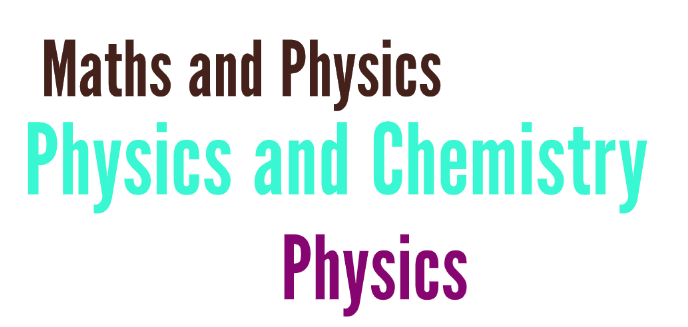 Maths and Physics
Physics and Chemistry
Physics